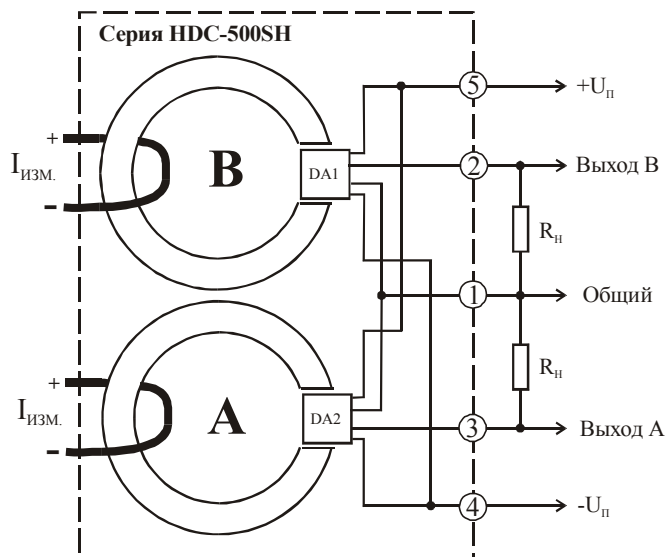 Серия HDC-500SH
5
+Uп
+
Iизм.
-
B
DA1
2
Выход B
Rн
1
Общий
+
Iизм.
-
A
DA2
Rн
3
Выход A
4
-Uп